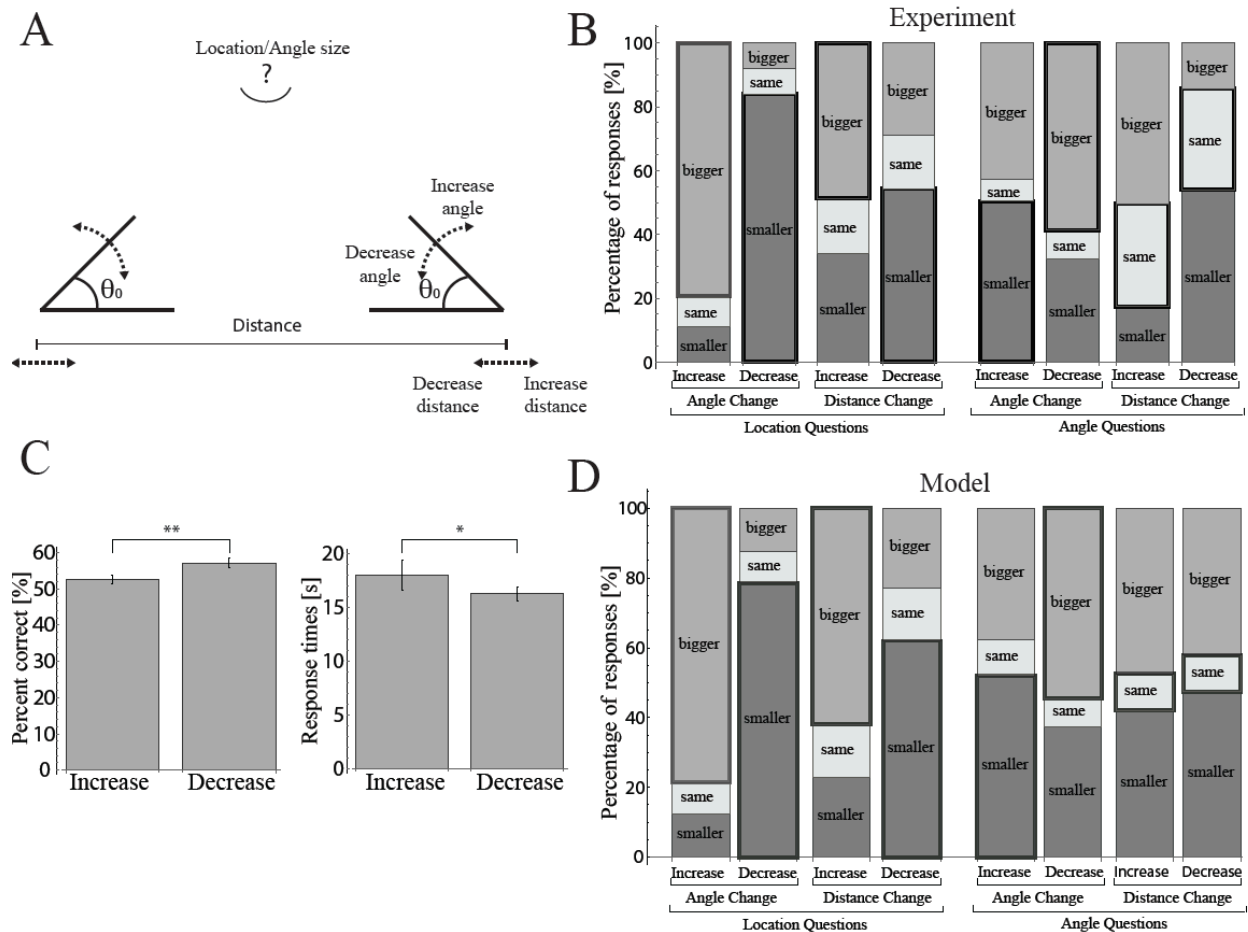 A
Location/Angle size
?
Increase
angle
Decrease
angle
θ0
θ0
Distance
Decrease
distance
Increase
distance
B
Experiment
Percentage of responses [%]
100
80
60
40
20
0
bigger
same
smaller
bigger
same
smaller
bigger
same
smaller
bigger
same
smaller
bigger
same
smaller
bigger
same
smaller
bigger
same
smaller
bigger
same
smaller
Increase Decrease Increase Decrease Increase Decrease Increase Decrease
Angle Change Distance Change Angle Change Distance Change
Location Questions Angle Questions
C
Percent correct [%]
60
50
40
30
20
10
0
**
Increase Decrease
Response times [s]
20
15
10
5
0
*
Increase Decrease
D
Model
Percentage of responses [%]
100
80
60
40
20
0
bigger
same
smaller
bigger
same
smaller
bigger
same
smaller
bigger
same
smaller
bigger
same
smaller
bigger
same
smaller
bigger
same
smaller
bigger
same
smaller
Increase Decrease Increase Decrease Increase Decrease Increase Decrease
Angle Change Distance Change Angle Change Distance Change
Location Questions Angle Questions